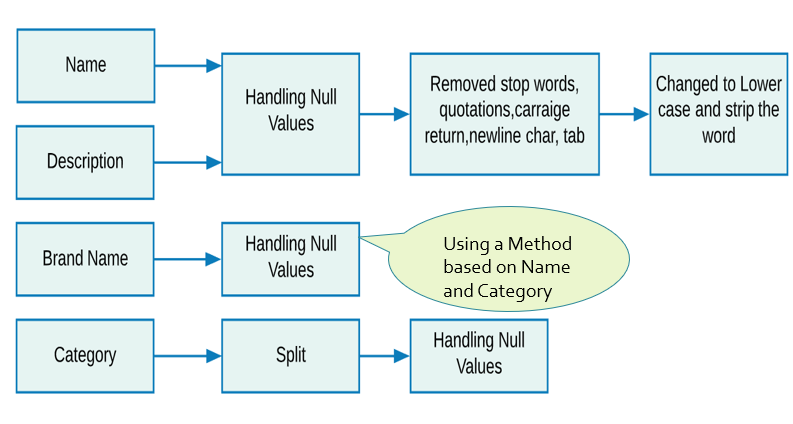 Name
Handling Null
Values
Removed stop words,
quotations,carraige
return,newline char, tab
Changed to Lower
case and strip the
word
Description
Brand Name
Handling Null
Values
Using a Method
based on Name
and Category
Category
Split
Handling Null
Values